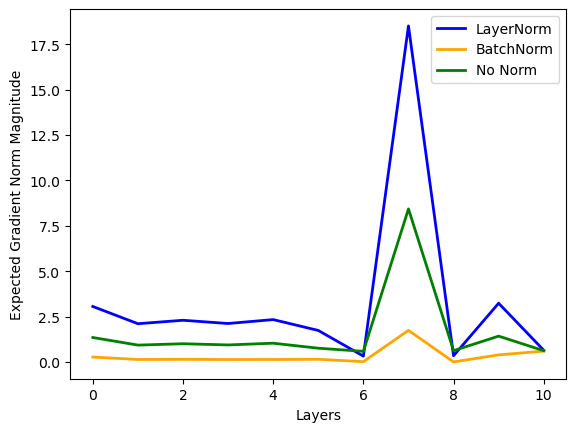 Expected Gradient Norm Magnitude
17.5
15.0
12.5
10.0
7.5
5.0
2.5
0.0
LayerNorm
BatchNorm
No Norm
0 2 4 6 8 10
Layers